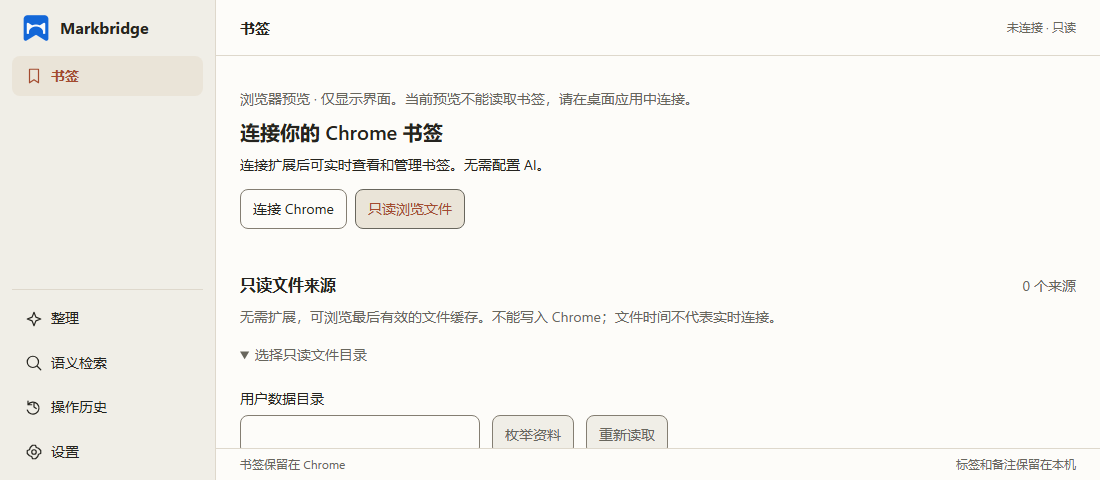 Markbridge
书签
整理
语义检索
操作历史
设置
书签
未连接 · 只读
浏览器预览 · 仅显示界面。当前预览不能读取书签，请在桌面应用中连接。
连接你的 Chrome 书签
连接扩展后可实时查看和管理书签。无需配置 AI。
连接 Chrome
只读浏览文件
只读文件来源
0 个来源
无需扩展，可浏览最后有效的文件缓存。不能写入 Chrome；文件时间不代表实时连接。
▼ 选择只读文件目录
用户数据目录
枚举资料
重新读取
书签保留在 Chrome
标签和备注保留在本机